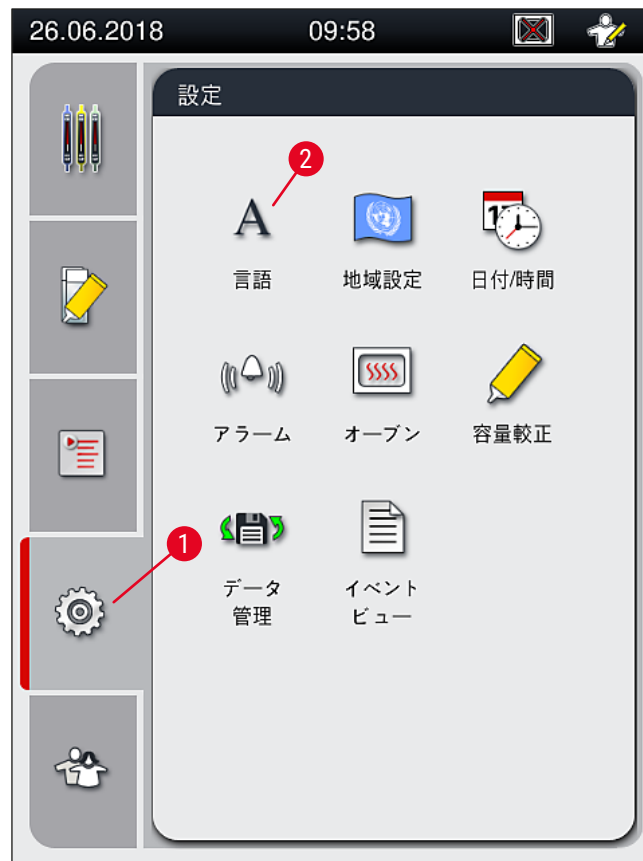 26.06.2018 09:58
設定
2
A
17
言語 地域設定 日付/時間
アラーム オーブン 容量較正
1
データ イベント
管理 ビュー